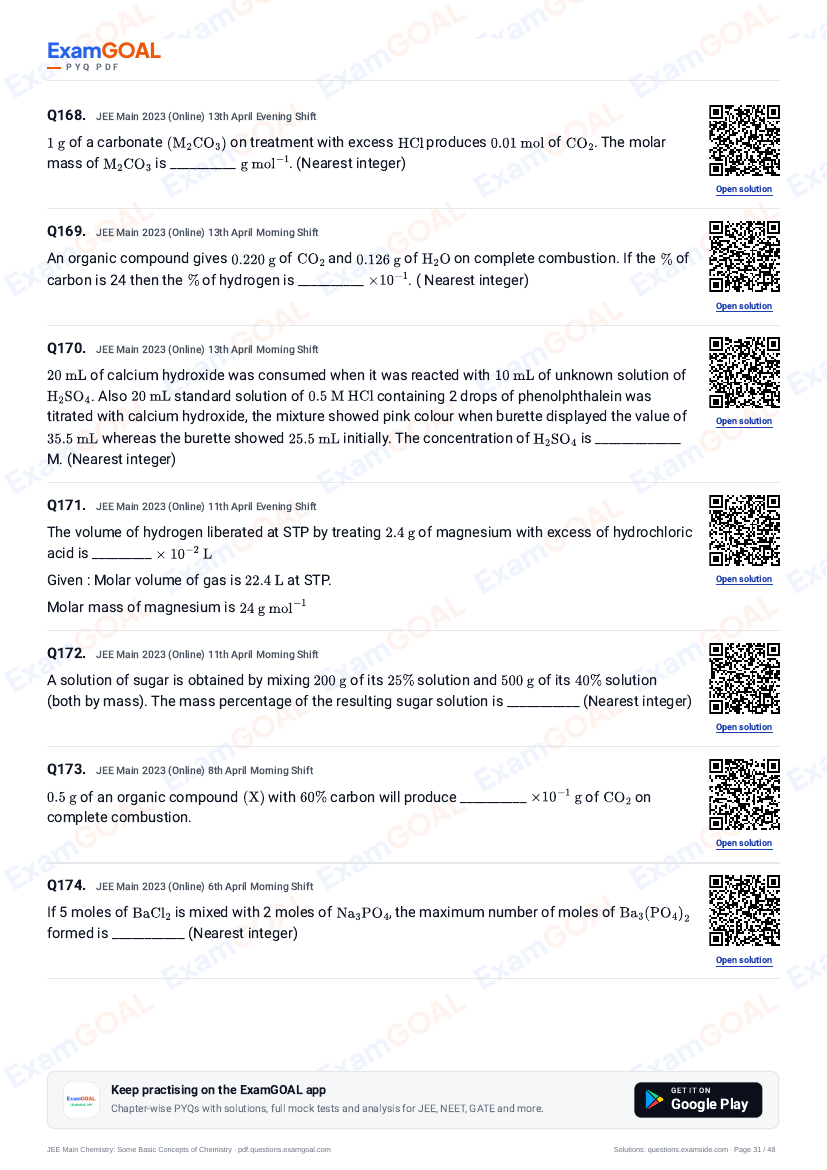 ExamGOAL
PYQ PDF
Q168. JEE Main 2023 (Online) 13th April Evening Shift
1 g of a carbonate (M₂CO₃) on treatment with excess HCl produces 0.01 mol of CO₂. The molar
mass of M₂CO₃ is __________ g mol⁻¹. (Nearest integer)
Open solution
Q169. JEE Main 2023 (Online) 13th April Morning Shift
An organic compound gives 0.220 g of CO₂ and 0.126 g of H₂O on complete combustion. If the % of
carbon is 24 then the % of hydrogen is __________ ×10⁻¹. ( Nearest integer)
Open solution
Q170. JEE Main 2023 (Online) 13th April Morning Shift
20 mL of calcium hydroxide was consumed when it was reacted with 10 mL of unknown solution of
H₂SO₄. Also 20 mL standard solution of 0.5 M HCl containing 2 drops of phenolphthalein was
titrated with calcium hydroxide, the mixture showed pink colour when burette displayed the value of
35.5 mL whereas the burette showed 25.5 mL initially. The concentration of H₂SO₄ is _____________
M. (Nearest integer)
Open solution
Q171. JEE Main 2023 (Online) 11th April Evening Shift
The volume of hydrogen liberated at STP by treating 2.4 g of magnesium with excess of hydrochloric
acid is _________ × 10⁻² L
Given : Molar volume of gas is 22.4 L at STP.
Molar mass of magnesium is 24 g mol⁻¹
Open solution
Q172. JEE Main 2023 (Online) 11th April Morning Shift
A solution of sugar is obtained by mixing 200 g of its 25% solution and 500 g of its 40% solution
(both by mass). The mass percentage of the resulting sugar solution is ___________ (Nearest integer)
Open solution
Q173. JEE Main 2023 (Online) 8th April Morning Shift
0.5 g of an organic compound (X) with 60% carbon will produce __________ ×10⁻¹ g of CO₂ on
complete combustion.
Open solution
Q174. JEE Main 2023 (Online) 6th April Morning Shift
If 5 moles of BaCl₂ is mixed with 2 moles of Na₃PO₄, the maximum number of moles of Ba₃(PO₄)₂
formed is ___________ (Nearest integer)
Open solution
Keep practising on the ExamGOAL app
Chapter-wise PYQs with solutions, full mock tests and analysis for JEE, NEET, GATE and more.
GET IT ON
Google Play
JEE Main Chemistry: Some Basic Concepts of Chemistry · pdf.questions.examgoal.com
Solutions: questions.examside.com · Page 31 / 48